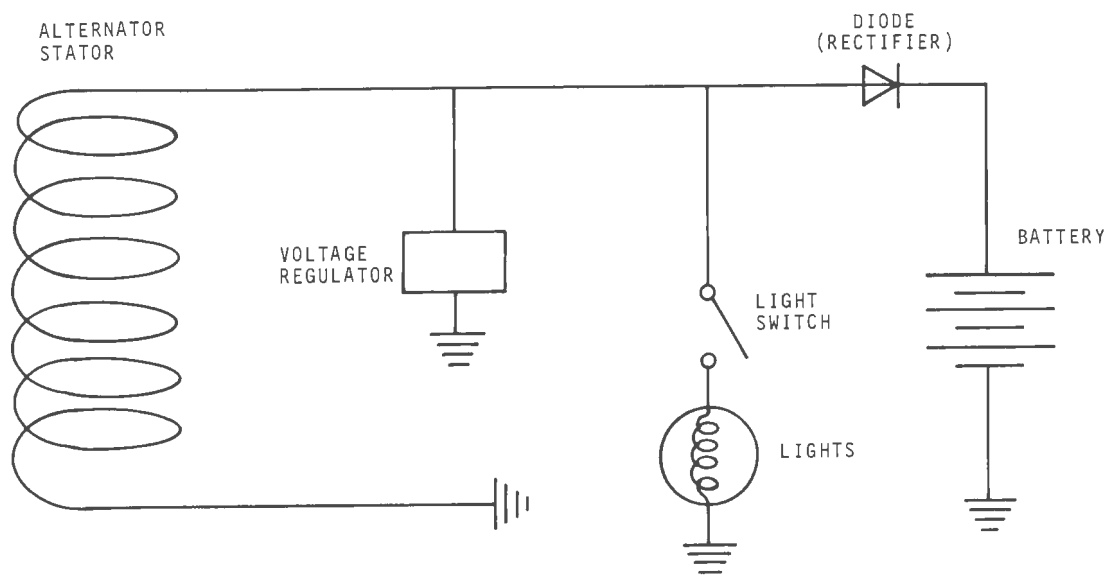 ALTERNATOR
STATOR
DIODE
(RECTIFIER)
VOLTAGE
REGULATOR
LIGHT
SWITCH
BATTERY
LIGHTS